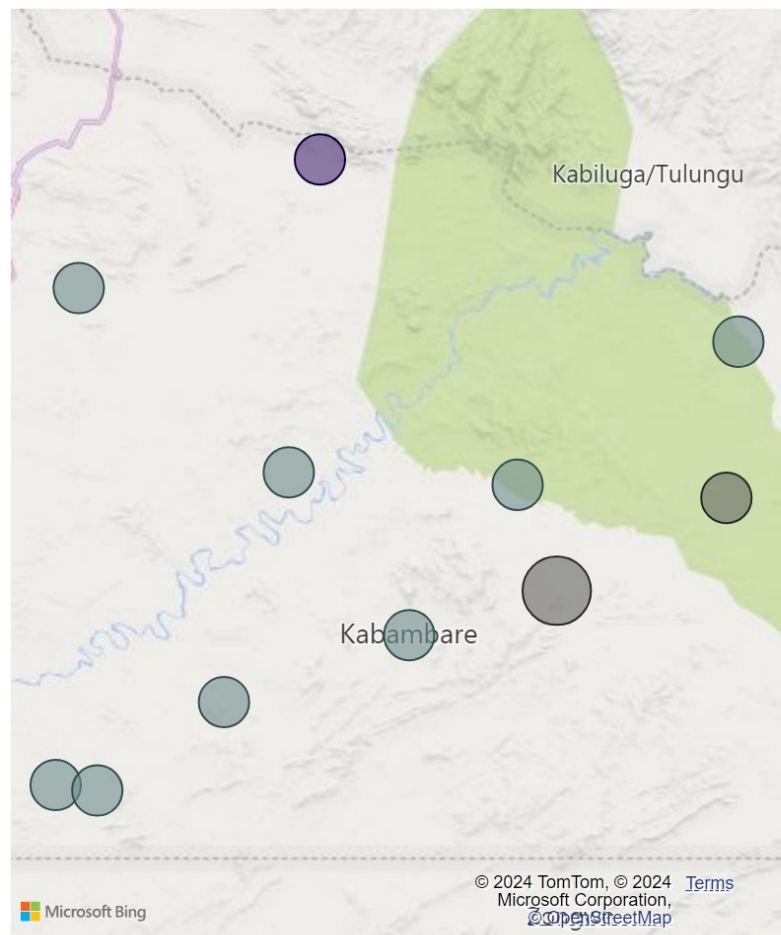 Kabiluga/Tulungu
Kabambare
© 2024 TomTom, © 2024 Terms
Microsoft Corporation,
© OpenStreetMap
Microsoft Bing